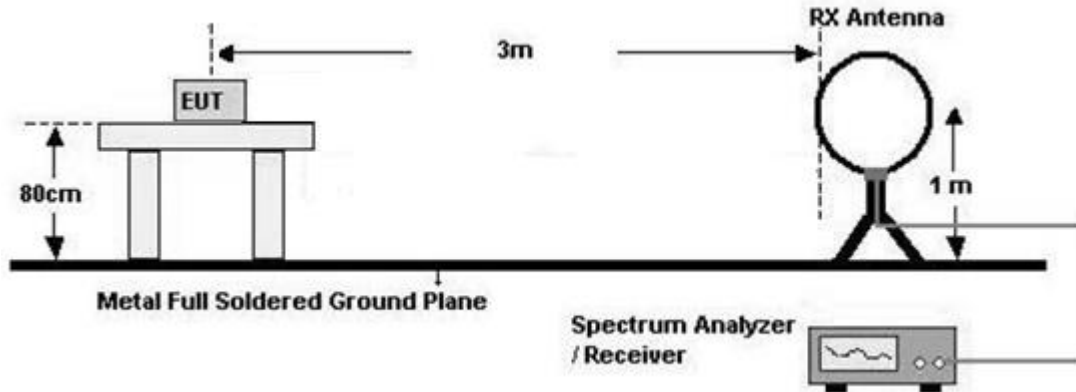 RX Antenna
3m
EUT
80cm
1 m
Metal Full Soldered Ground Plane
Spectrum Analyzer
/ Receiver